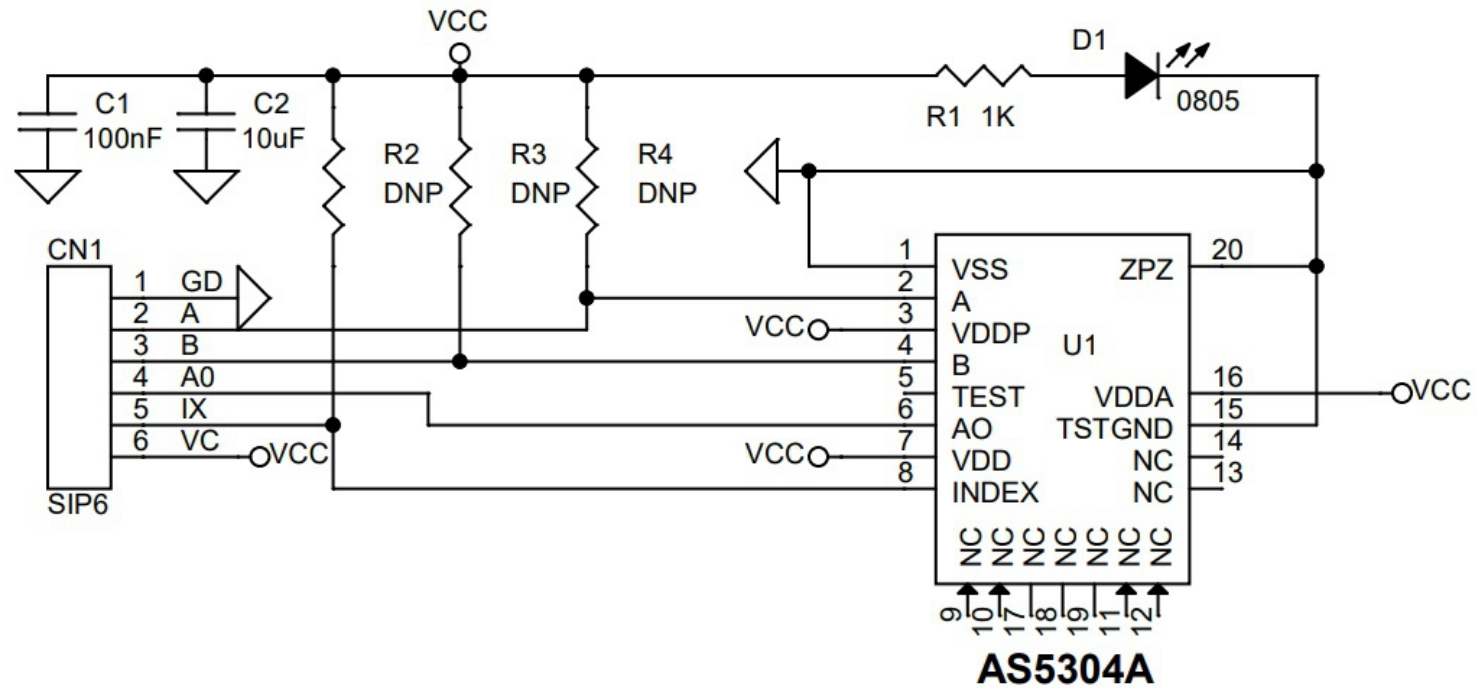 VCC
D1
C1
100nF
C2
10uF
0805
R1 1K
R2
DNP
R3
DNP
R4
DNP
CN1
1 GD
2 A
3 B
4 A0
5 IX
6 VC
VCC
SIP6
1 VSS
2 A
VCC 3 VDDP
4 B
5 TEST
6 AO
VCC 7 VDD
8 INDEX
U1
ZPZ 20
VDDA 16 VCC
TSTGND 15
NC 14
NC 13
NC NC NC NC NC NC NC
9 10 17 18 19 11 12
AS5304A